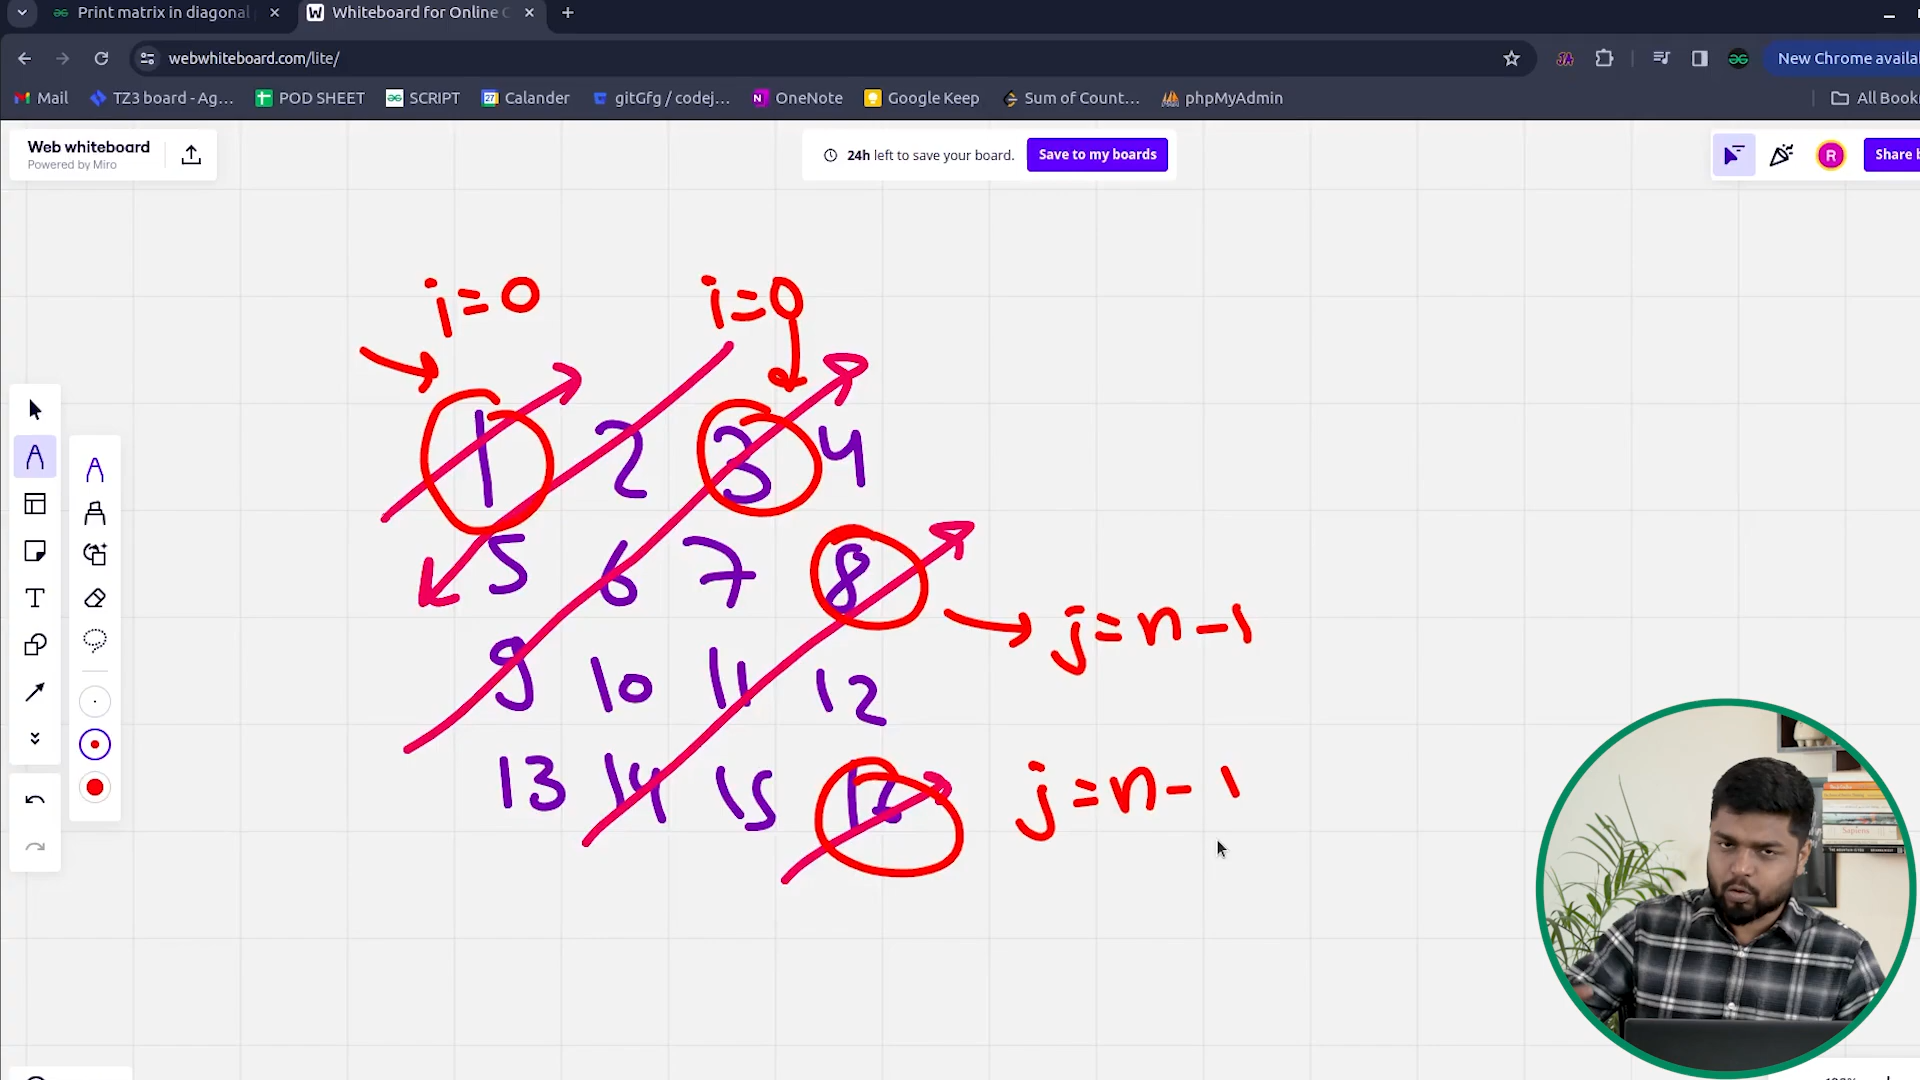 Print matrix in diagonal
Whiteboard for Online
webwhiteboard.com/lite/
New Chrome availa
Mail
TZ3 board - Ag...
POD SHEET
SCRIPT
Calander
gitGfg / codej...
OneNote
Google Keep
Sum of Count...
phpMyAdmin
All Book
Web whiteboard
Powered by Miro
24h left to save your board.
Save to my boards
R
Share b
i=0 i=0
1 2 3 4
5 6 7 8
j=n-1
9 10 11 12
13 14 15 16
j=n-1
T
Sapiens